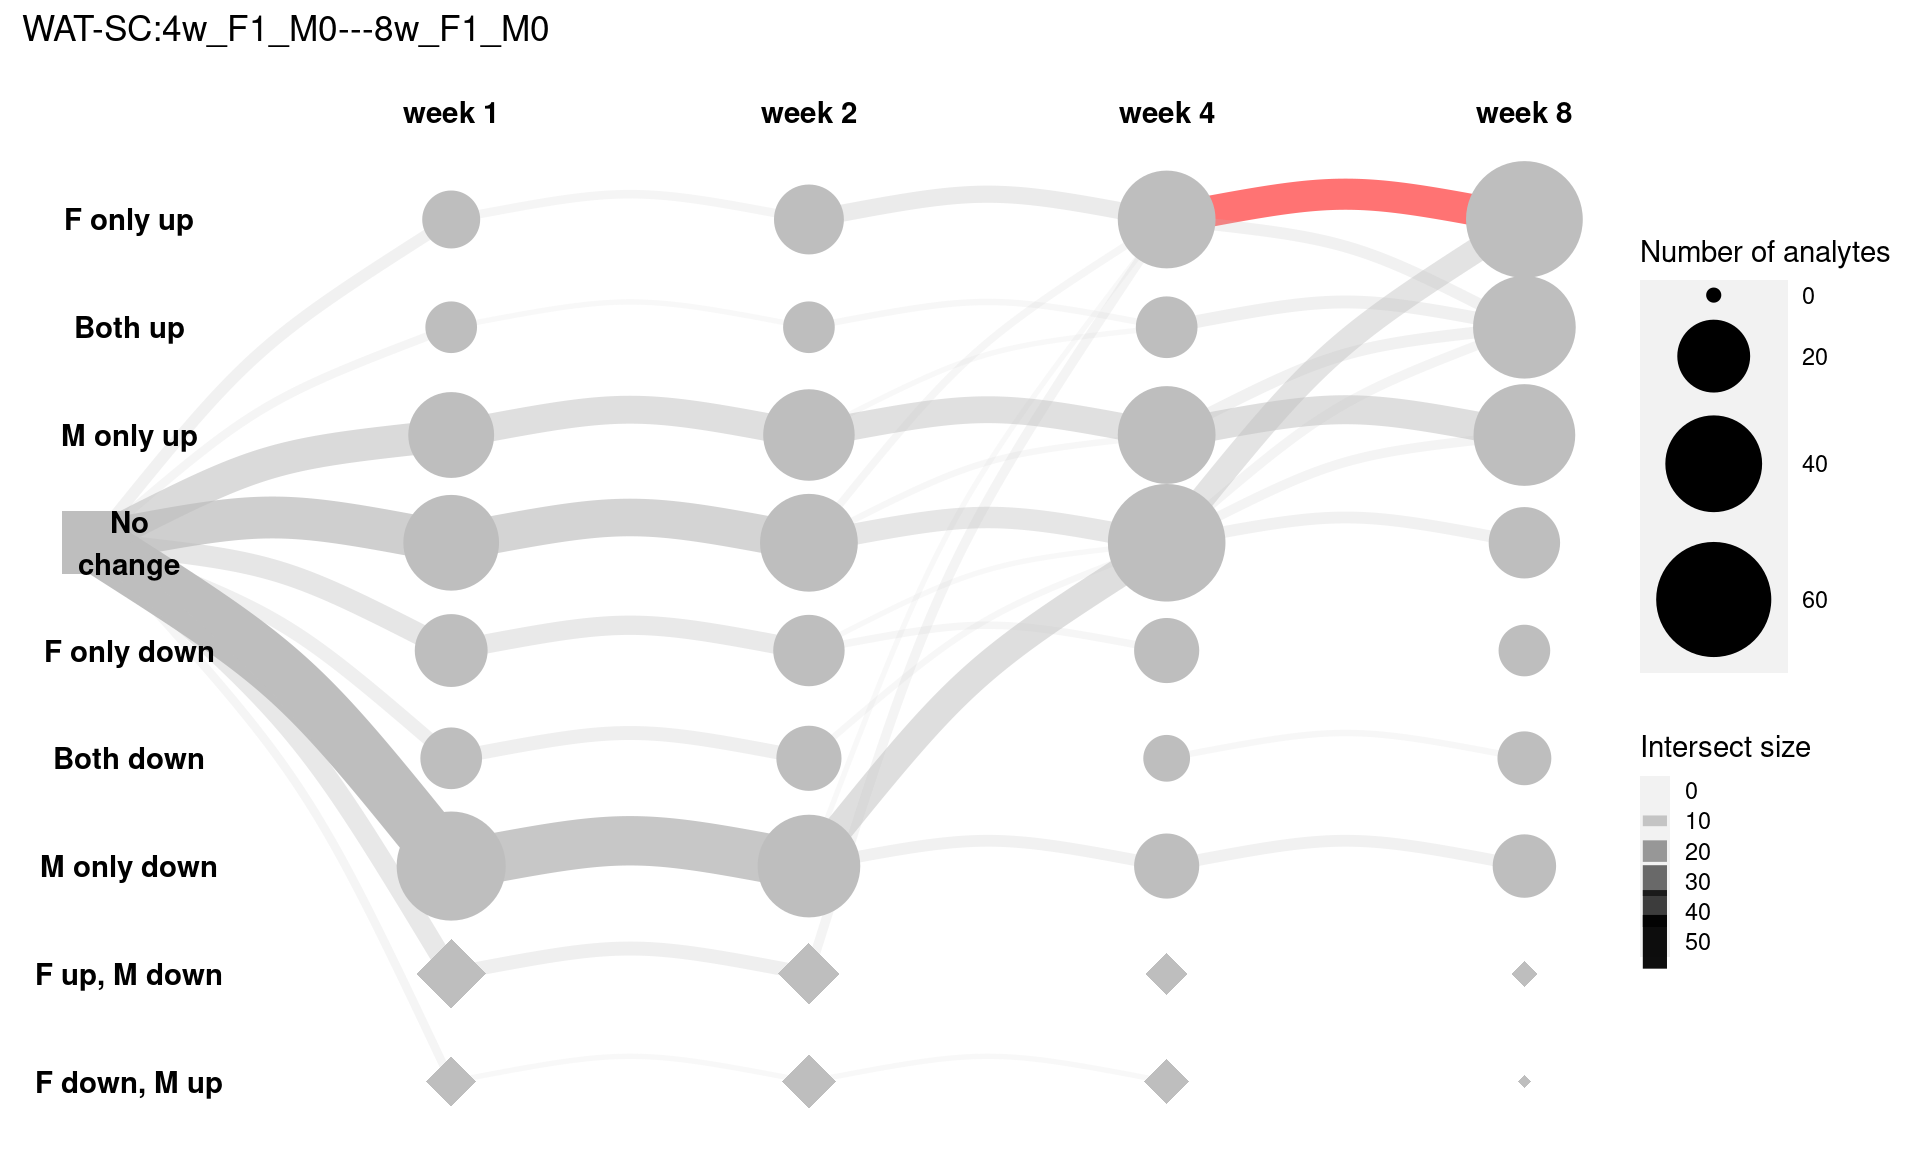 WAT-SC:4w_F1_M0---8w_F1_M0
week 1
week 2
week 4
week 8
F only up
Both up
M only up
No
change
F only down
Both down
M only down
F up, M down
F down, M up
Number of analytes
0
20
40
60
Intersect size
0
10
20
30
40
50